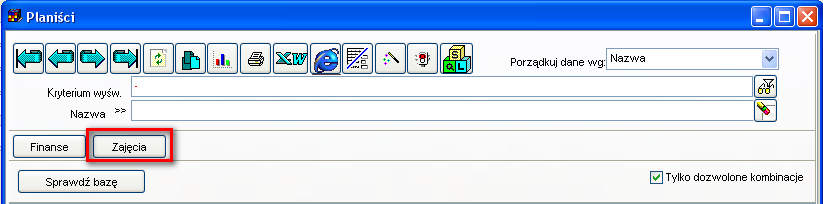 Planiści
X W S Q L Porządkuj dane wg: Nazwa
Kryterium wyśw. -
Nazwa >>
Finanse Zajęcia
Sprawdź bazę Tylko dozwolone kombinacje